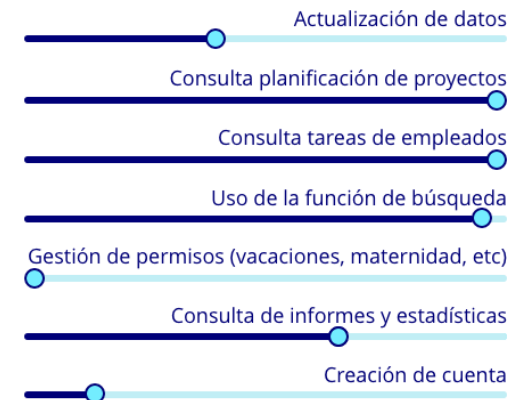 Actualización de datos
Consulta planificación de proyectos
Consulta tareas de empleados
Uso de la función de búsqueda
Gestión de permisos (vacaciones, maternidad, etc)
Consulta de informes y estadísticas
Creación de cuenta